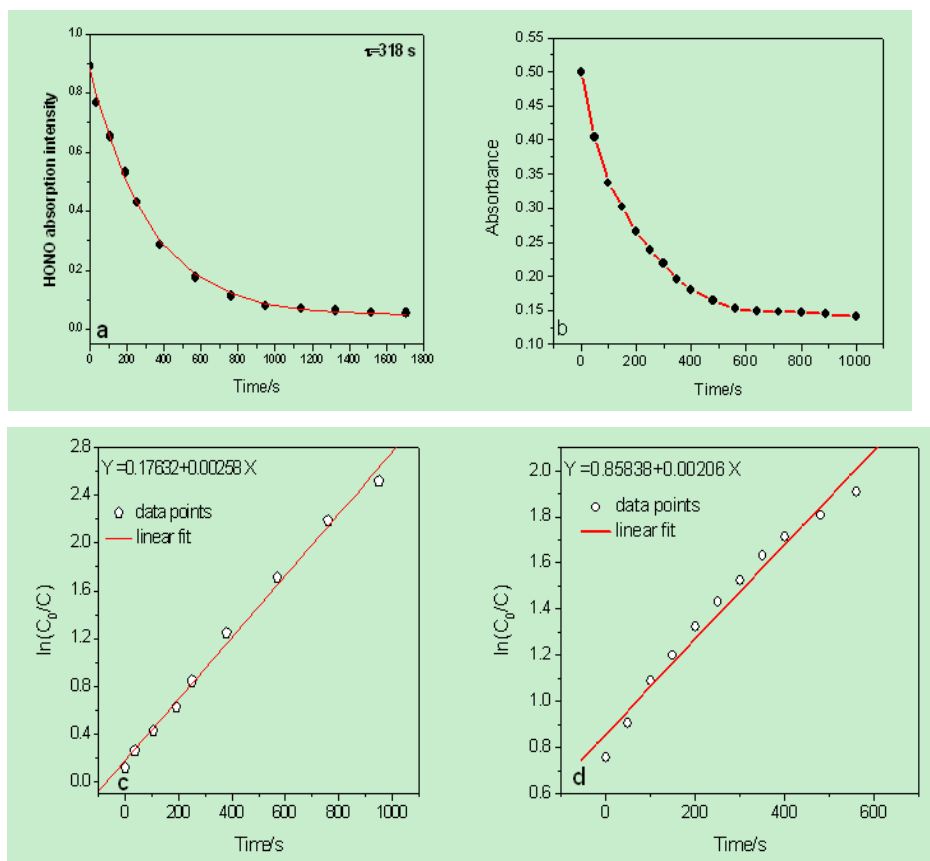 τ=318 s
HONO absorption intensity
1.0
0.8
0.6
0.4
0.2
0.0
a
0 200 400 600 800 1000 1200 1400 1600 1800
Time/s
Absorbance
0.55
0.50
0.45
0.40
0.35
0.30
0.25
0.20
0.15
0.10
b
0 200 400 600 800 1000
Time/s
Y =0.17632+0.00258 X
data points
linear fit
ln(C₀/C)
2.8
2.4
2.0
1.6
1.2
0.8
0.4
0.0
c
0 200 400 600 800 1000
Time/s
Y =0.85838+0.00206 X
data points
linear fit
ln(C₀/C)
2.0
1.8
1.6
1.4
1.2
1.0
0.8
0.6
d
0 200 400 600
Time/s